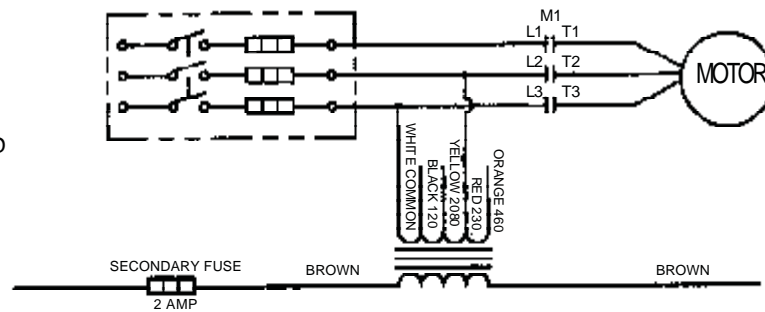 M1
L1 T1
L2 T2
L3 T3
MOTOR
WHITE COMMON
BLACK 120
YELLOW 2080
RED 230
ORANGE 460
SECONDARY FUSE
2 AMP
BROWN
BROWN